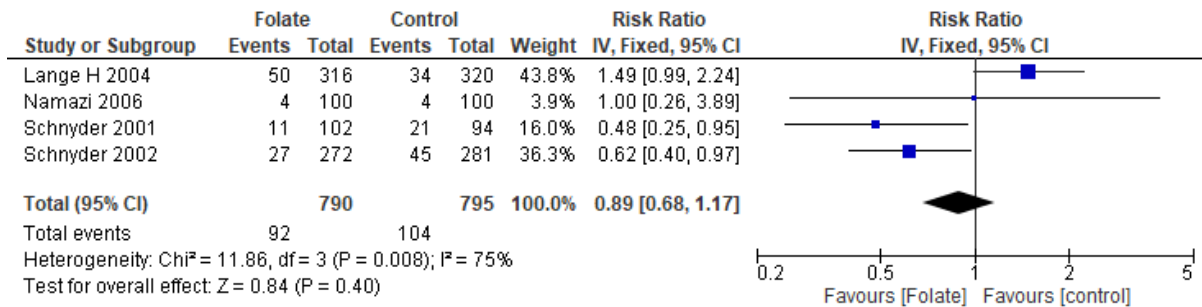 Folate Control Risk Ratio Risk Ratio
Study or Subgroup Events Total Events Total Weight IV, Fixed, 95% CI IV, Fixed, 95% CI
Lange H 2004 50 316 34 320 43.8% 1.49 [0.99, 2.24]
Namazi 2006 4 100 4 100 3.9% 1.00 [0.26, 3.89]
Schnyder 2001 11 102 21 94 16.0% 0.48 [0.25, 0.95]
Schnyder 2002 27 272 45 281 36.3% 0.62 [0.40, 0.97]
Total (95% CI) 790 795 100.0% 0.89 [0.68, 1.17]
Total events 92 104
Heterogeneity: Chi² = 11.86, df = 3 (P = 0.008); I² = 75%
Test for overall effect: Z = 0.84 (P = 0.40)
0.2 0.5 1 2 5
Favours [Folate] Favours [control]